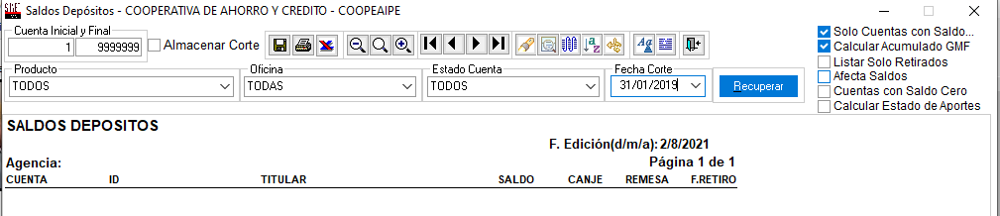 Saldos Depósitos - COOPERATIVA DE AHORRO Y CREDITO - COOPEAIPE
Cuenta Inicial y Final
1 9999999
Almacenar Corte
Solo Cuentas con Saldo...
Calcular Acumulado GMF
Listar Solo Retirados
Afecta Saldos
Cuentas con Saldo Cero
Calcular Estado de Aportes
Producto Oficina Estado Cuenta Fecha Corte
TODOS TODAS TODOS 31/01/2019 Recuperar
SALDOS DEPOSITOS
F. Edición(d/m/a): 2/8/2021
Agencia: Página 1 de 1
CUENTA ID TITULAR SALDO CANJE REMESA F.RETIRO